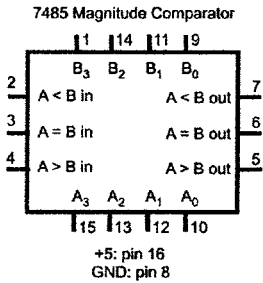 7485 Magnitude Comparator
1 14 11 9
B3 B2 B1 B0
2 A < B in A < B out 7
3 A = B in A = B out 6
4 A > B in A > B out 5
A3 A2 A1 A0
15 13 12 10
+5: pin 16
GND: pin 8